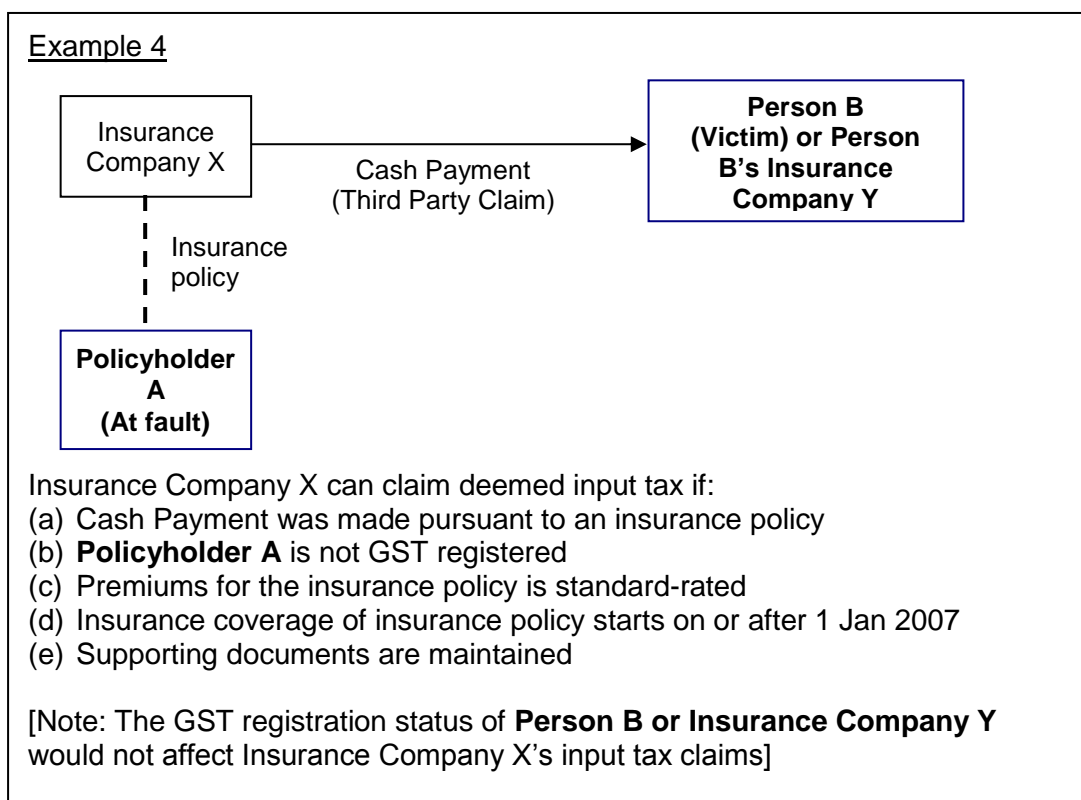 Example 4
Insurance
Company X
Cash Payment
(Third Party Claim)
Person B
(Victim) or Person
B’s Insurance
Company Y
Insurance
policy
Policyholder
A
(At fault)
Insurance Company X can claim deemed input tax if:
(a) Cash Payment was made pursuant to an insurance policy
(b) Policyholder A is not GST registered
(c) Premiums for the insurance policy is standard-rated
(d) Insurance coverage of insurance policy starts on or after 1 Jan 2007
(e) Supporting documents are maintained
[Note: The GST registration status of Person B or Insurance Company Y
would not affect Insurance Company X’s input tax claims]